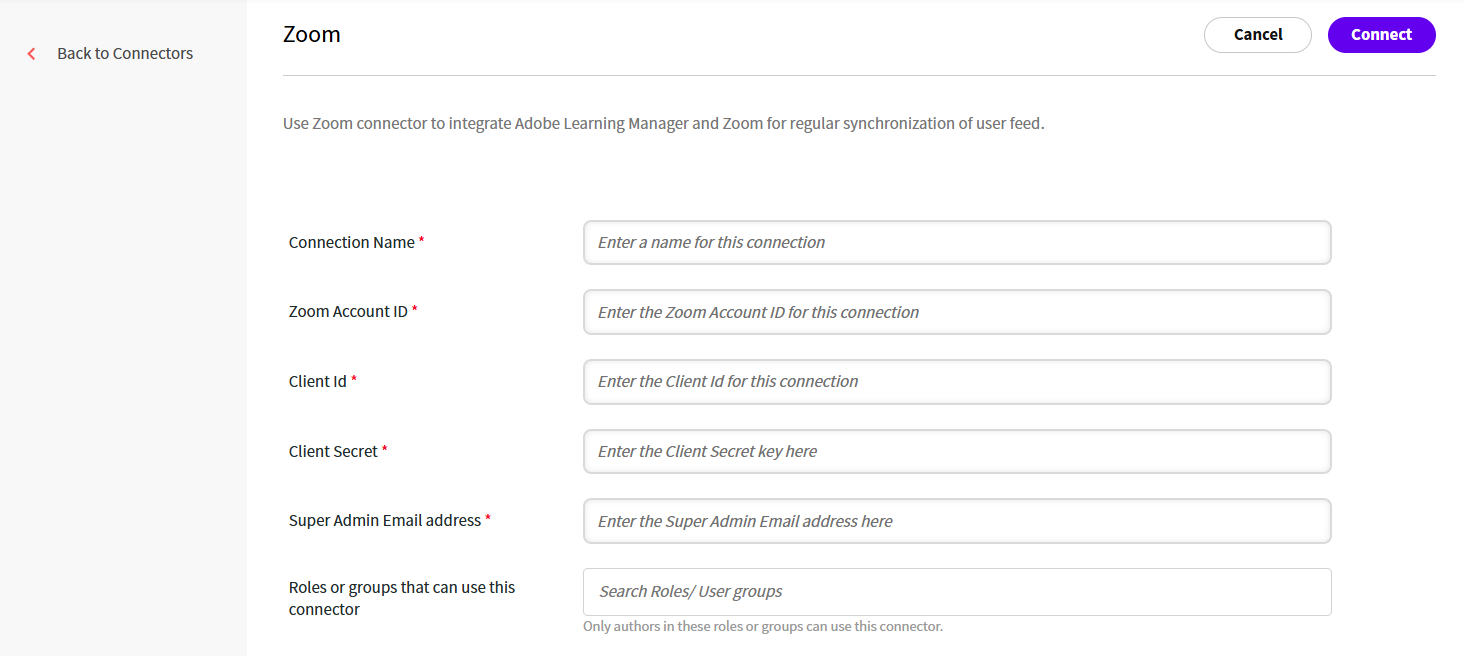 Back to Connectors
Zoom
Cancel
Connect
Use Zoom connector to integrate Adobe Learning Manager and Zoom for regular synchronization of user feed.
Connection Name *
Enter a name for this connection
Zoom Account ID *
Enter the Zoom Account ID for this connection
Client Id *
Enter the Client Id for this connection
Client Secret *
Enter the Client Secret key here
Super Admin Email address *
Enter the Super Admin Email address here
Roles or groups that can use this
connector
Search Roles/ User groups
Only authors in these roles or groups can use this connector.